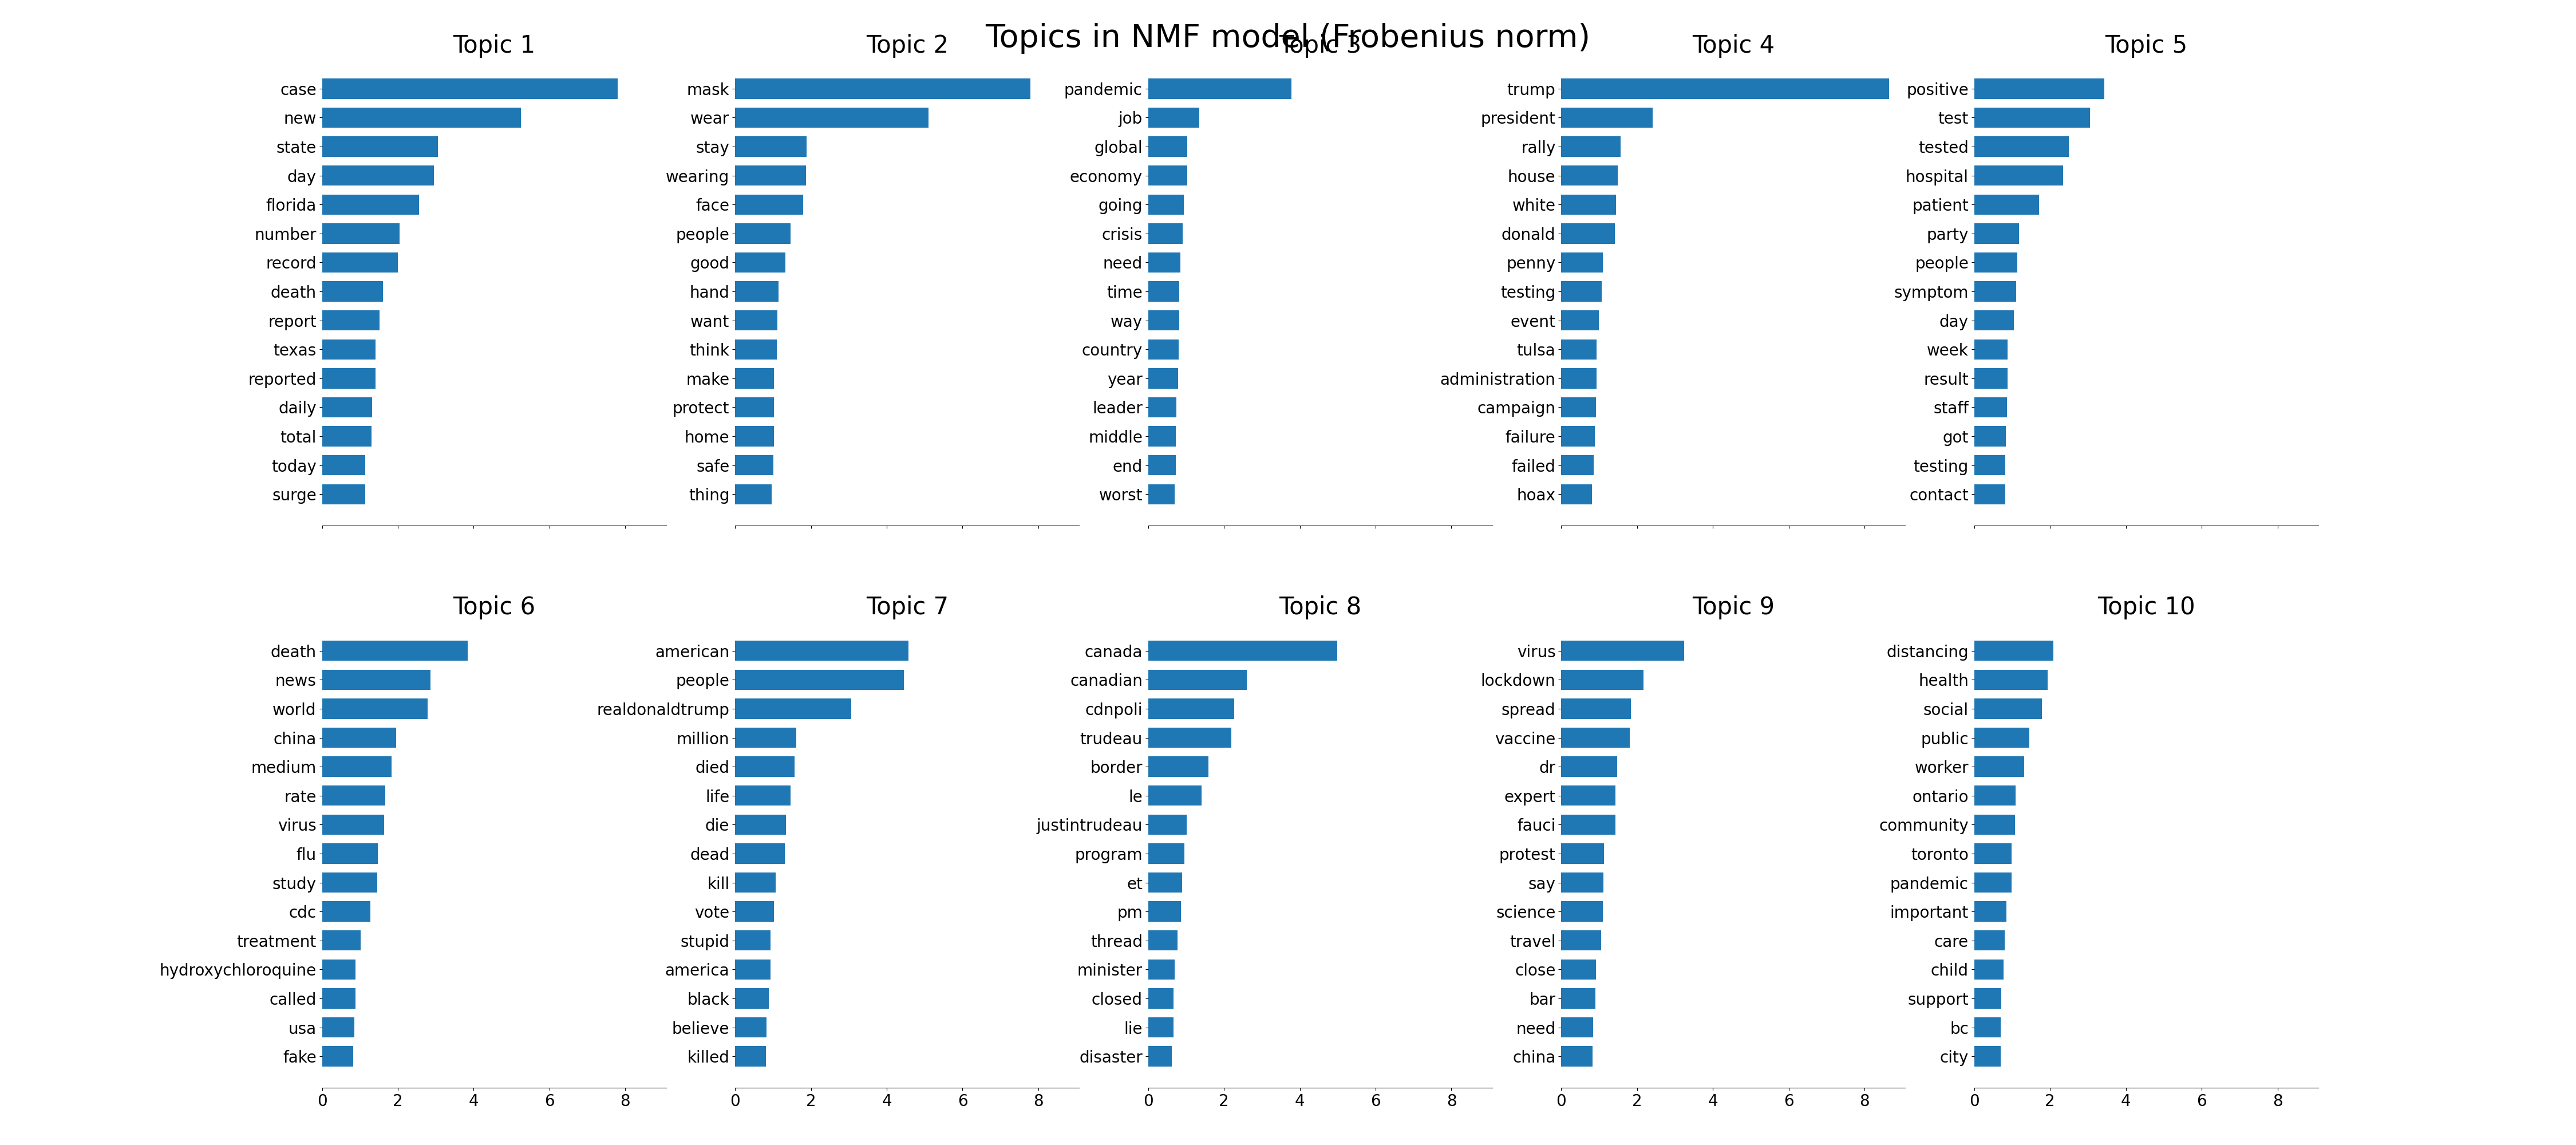 Topics in NMF model (Frobenius norm)
Topic 1
case
new
state
day
florida
number
record
death
report
texas
reported
daily
total
today
surge
Topic 2
mask
wear
stay
wearing
face
people
good
hand
want
think
make
protect
home
safe
thing
Topic 3
pandemic
job
global
economy
going
crisis
need
time
way
country
year
leader
middle
end
worst
Topic 4
trump
president
rally
house
white
donald
penny
testing
event
tulsa
administration
campaign
failure
failed
hoax
Topic 5
positive
test
tested
hospital
patient
party
people
symptom
day
week
result
staff
got
testing
contact
Topic 6
death
news
world
china
medium
rate
virus
flu
study
cdc
treatment
hydroxychloroquine
called
usa
fake
0 2 4 6 8
Topic 7
american
people
realdonaldtrump
million
died
life
die
dead
kill
vote
stupid
america
black
believe
killed
0 2 4 6 8
Topic 8
canada
canadian
cdnpoli
trudeau
border
le
justintrudeau
program
et
pm
thread
minister
closed
lie
disaster
0 2 4 6 8
Topic 9
virus
lockdown
spread
vaccine
dr
expert
fauci
protest
say
science
travel
close
bar
need
china
0 2 4 6 8
Topic 10
distancing
health
social
public
worker
ontario
community
toronto
pandemic
important
care
child
support
bc
city
0 2 4 6 8